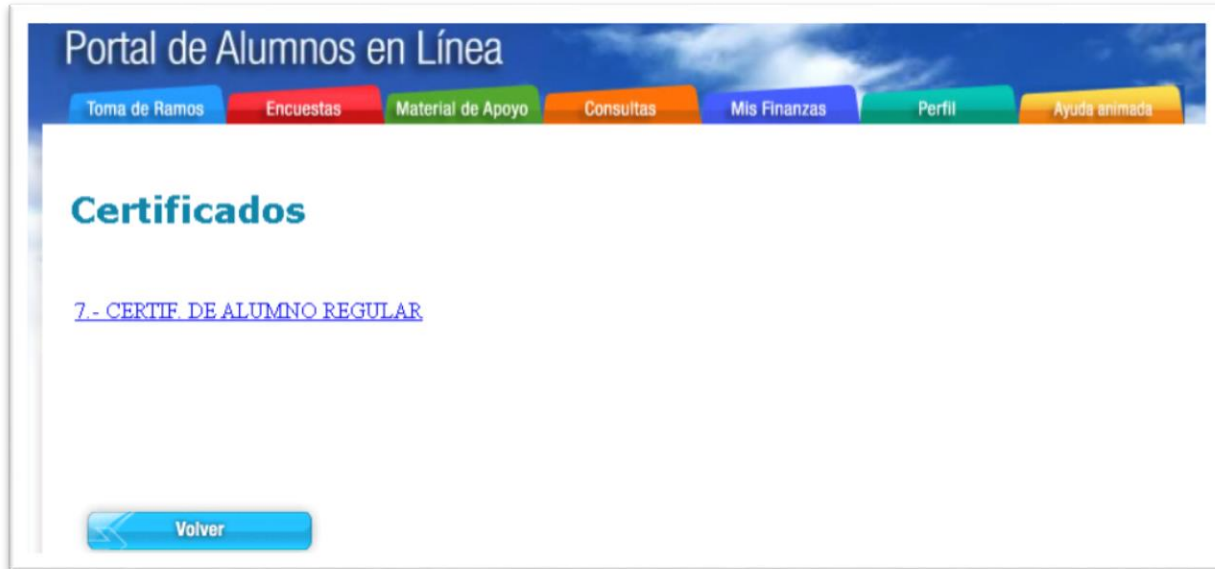 Portal de Alumnos en Línea
Toma de Ramos Encuestas Material de Apoyo Consultas Mis Finanzas Perfil Ayuda animada
Certificados
7.- CERTIF. DE ALUMNO REGULAR
Volver